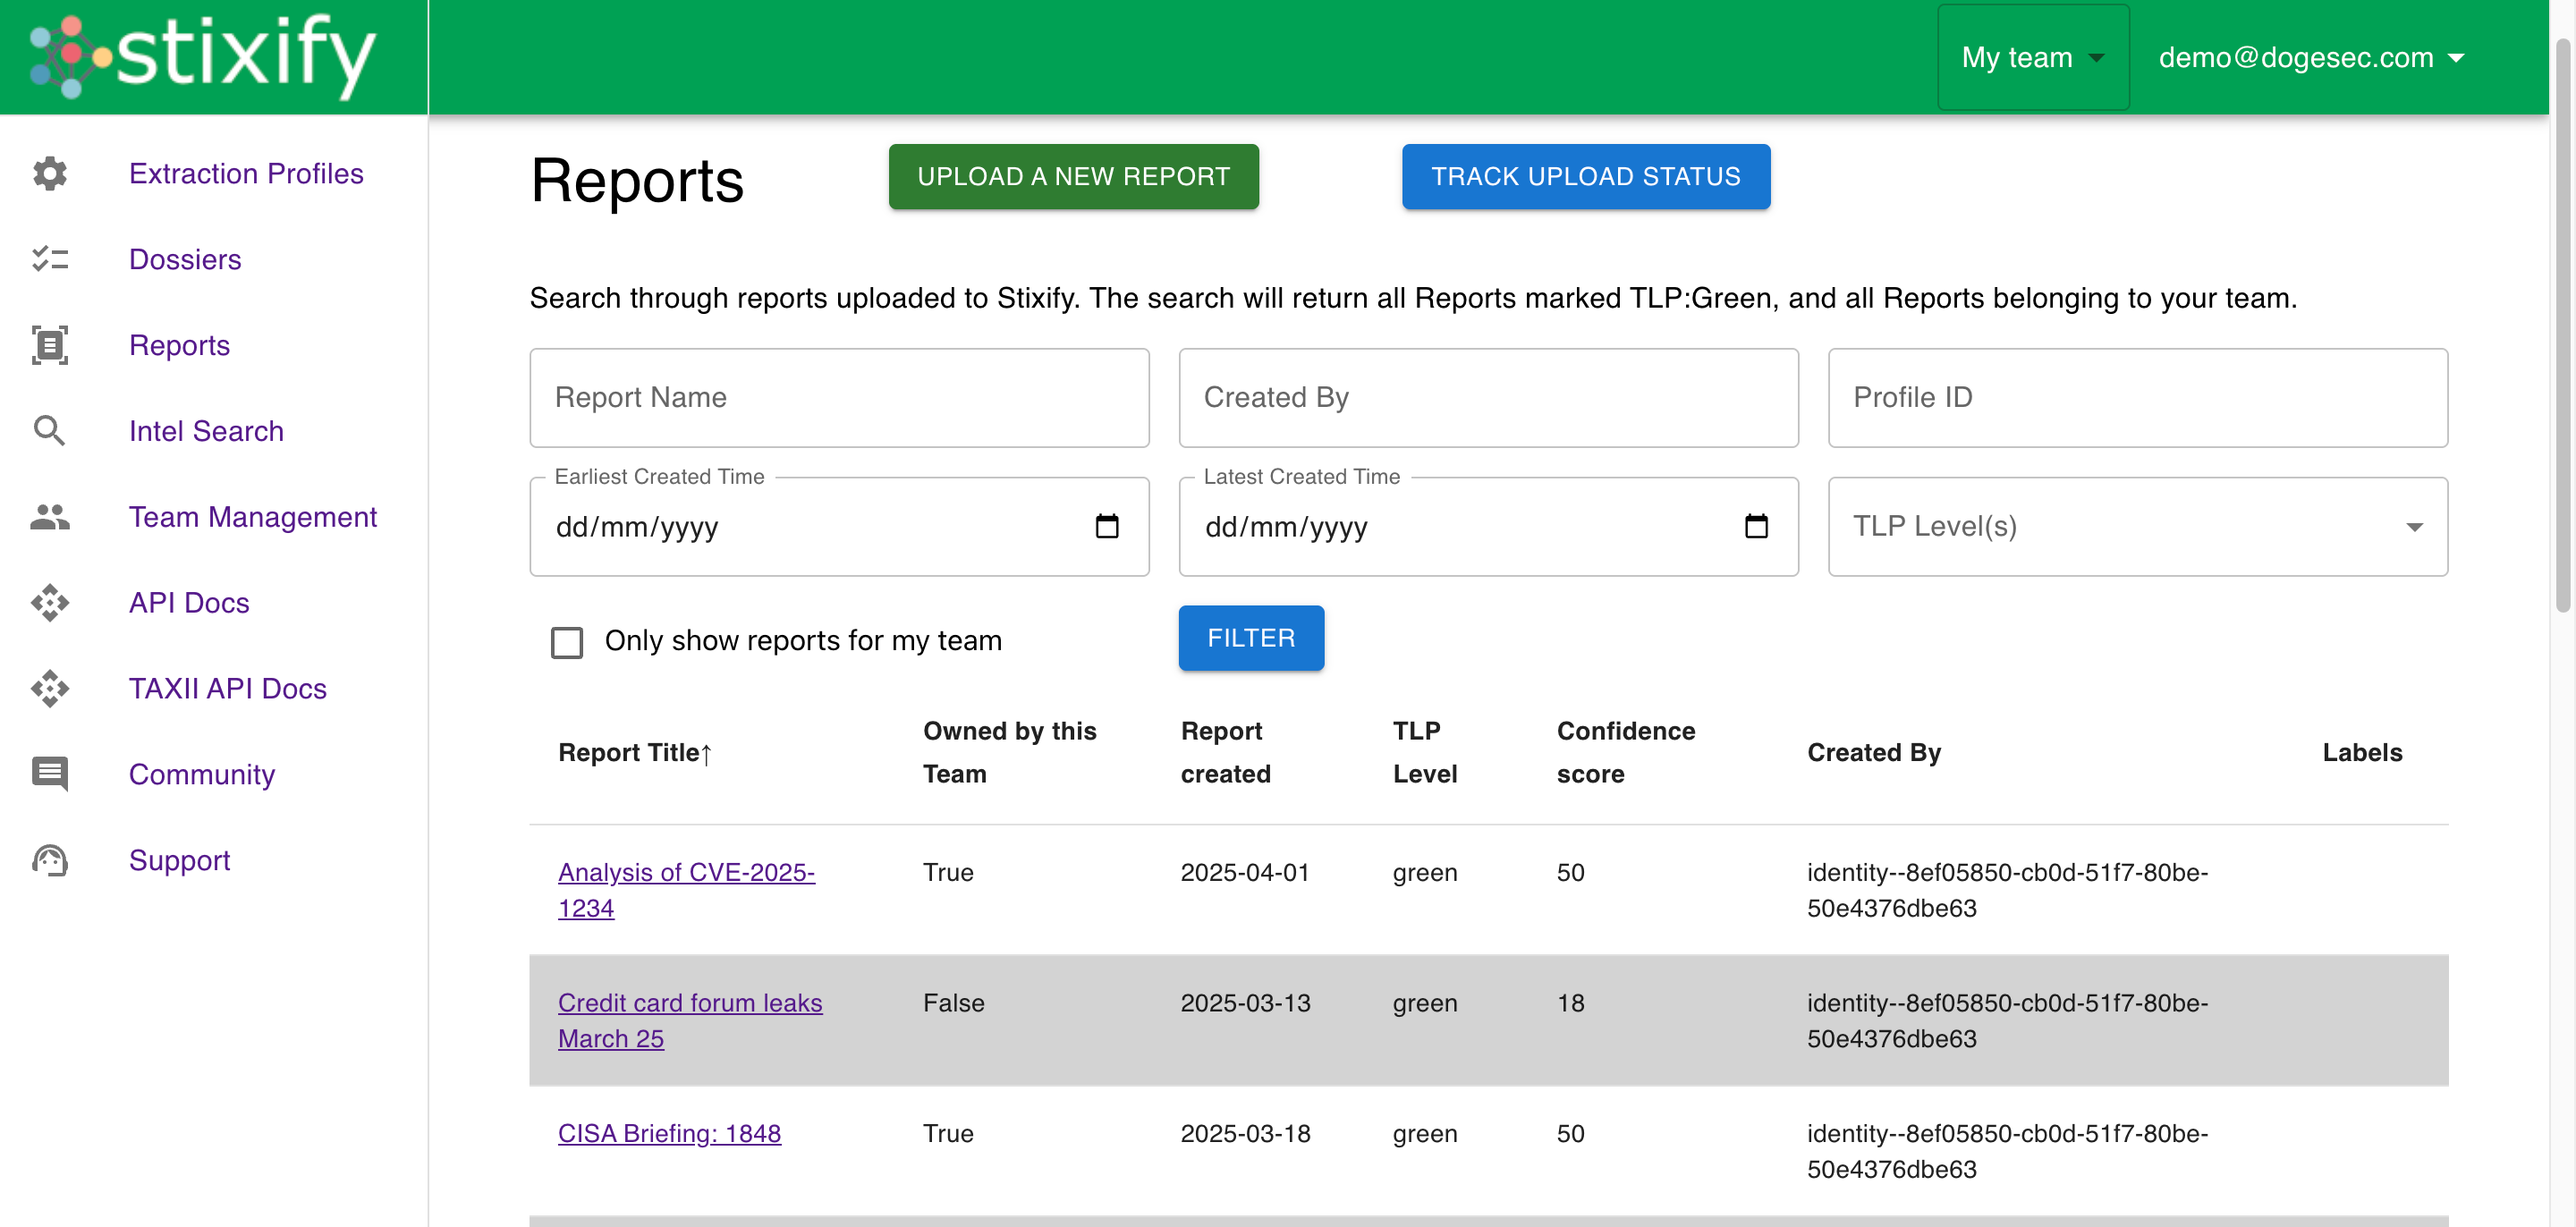 stixify
My team
demo@dogesec.com
Extraction Profiles
Dossiers
Reports
Intel Search
Team Management
API Docs
TAXII API Docs
Community
Support
Reports
UPLOAD A NEW REPORT
TRACK UPLOAD STATUS
Search through reports uploaded to Stixify. The search will return all Reports marked TLP:Green, and all Reports belonging to your team.
Report Name
Created By
Profile ID
Earliest Created Time
dd/mm/yyyy
Latest Created Time
dd/mm/yyyy
TLP Level(s)
Only show reports for my team
FILTER
Report Title↑
Owned by this
Team
Report
created
TLP
Level
Confidence
score
Created By
Labels
Analysis of CVE-2025-
1234
True
2025-04-01
green
50
identity--8ef05850-cb0d-51f7-80be-
50e4376dbe63
Credit card forum leaks
March 25
False
2025-03-13
green
18
identity--8ef05850-cb0d-51f7-80be-
50e4376dbe63
CISA Briefing: 1848
True
2025-03-18
green
50
identity--8ef05850-cb0d-51f7-80be-
50e4376dbe63